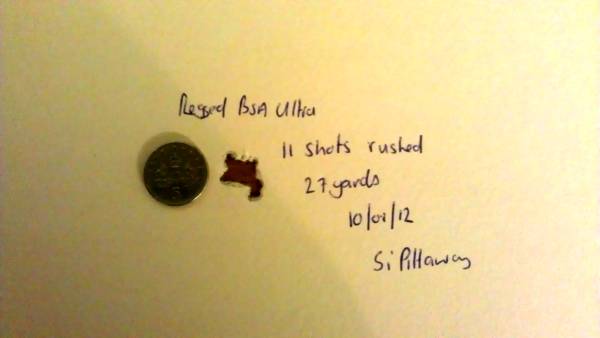 Regged BSA Ultra
11 shots rushed
27 yards
10/01/12
Si Pittaway